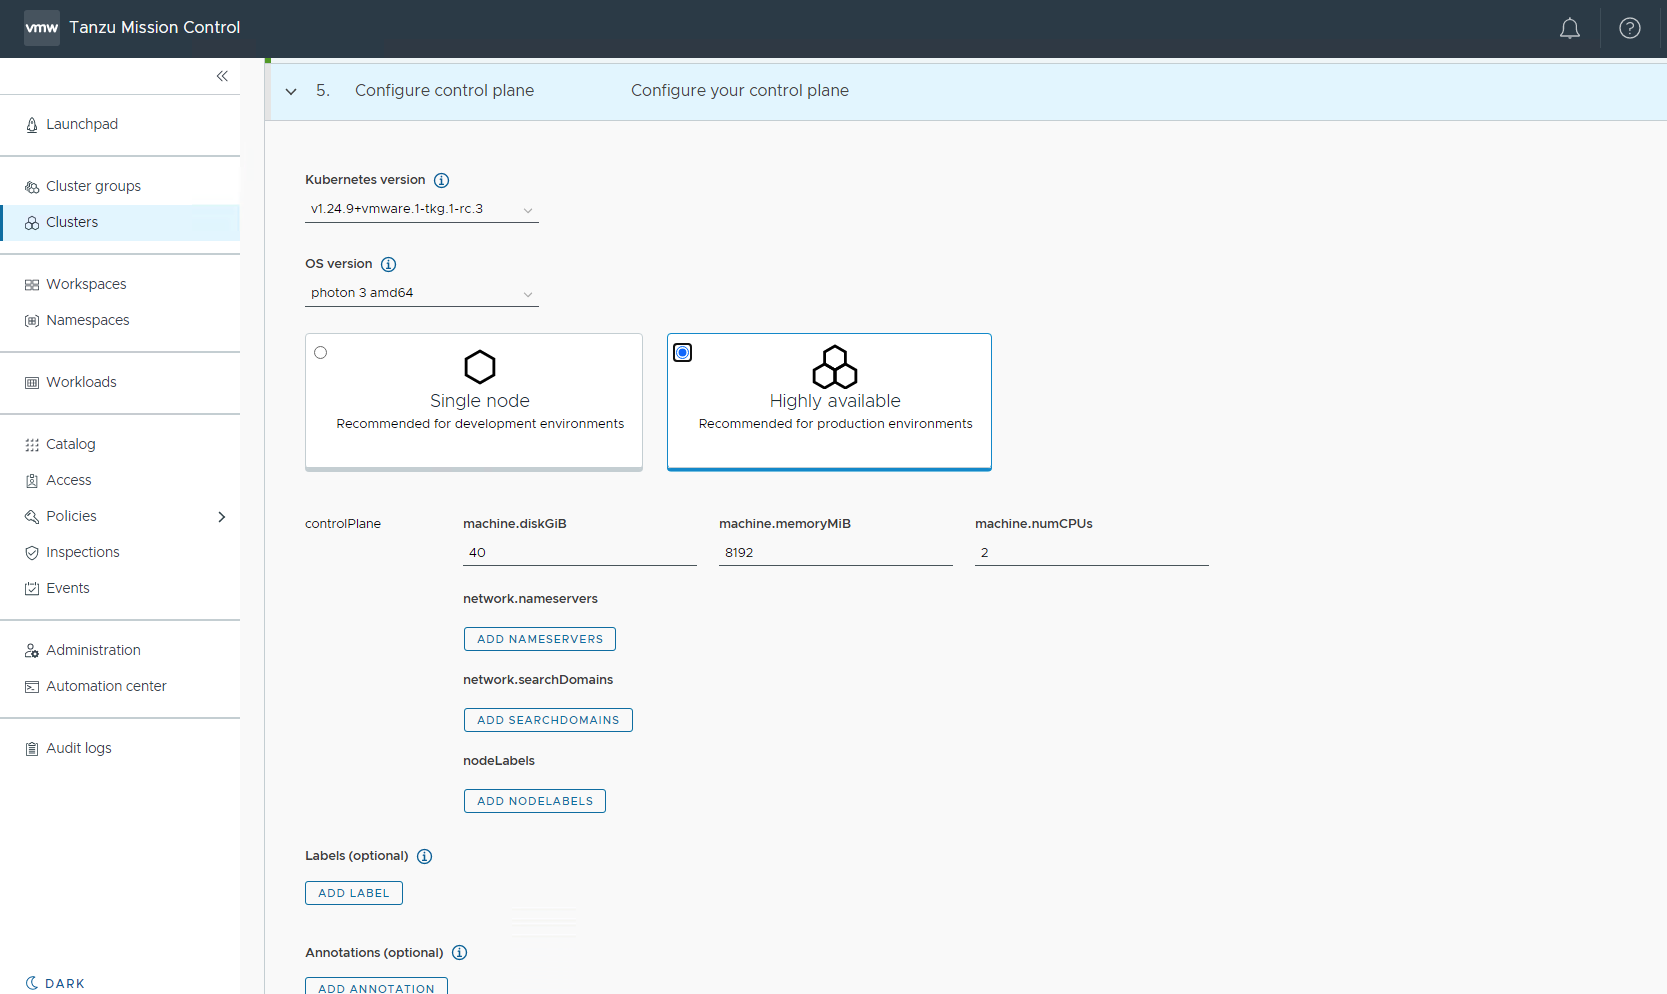 vmw Tanzu Mission Control
Launchpad
Cluster groups
Clusters
Workspaces
Namespaces
Workloads
Catalog
Access
Policies
Inspections
Events
Administration
Automation center
Audit logs
DARK
5. Configure control plane Configure your control plane
Kubernetes version
v1.24.9+vmware.1-tkg.1-rc.3
OS version
photon 3 amd64
Single node
Recommended for development environments
Highly available
Recommended for production environments
controlPlane machine.diskGiB machine.memoryMiB machine.numCPUs
40 8192 2
network.nameservers
ADD NAMESERVERS
network.searchDomains
ADD SEARCHDOMAINS
nodeLabels
ADD NODELABELS
Labels (optional)
ADD LABEL
Annotations (optional)
ADD ANNOTATION